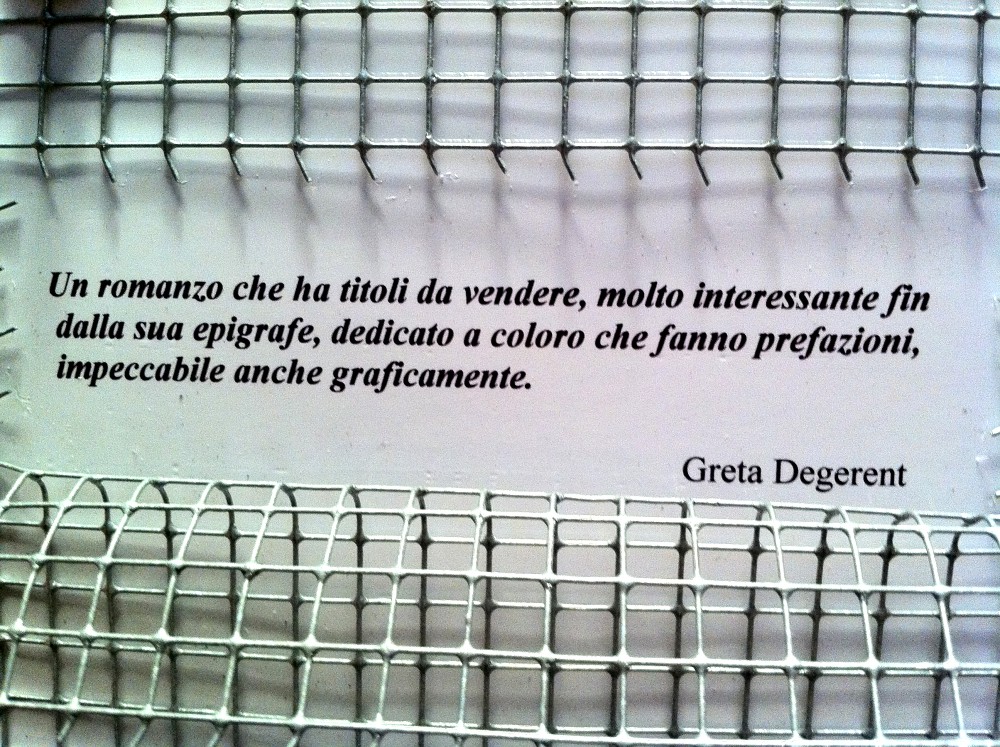 Un romanzo che ha titoli da vendere, molto interessante fin
dalla sua epigrafe, dedicato a coloro che fanno prefazioni,
impeccabile anche graficamente.
Greta Degerent